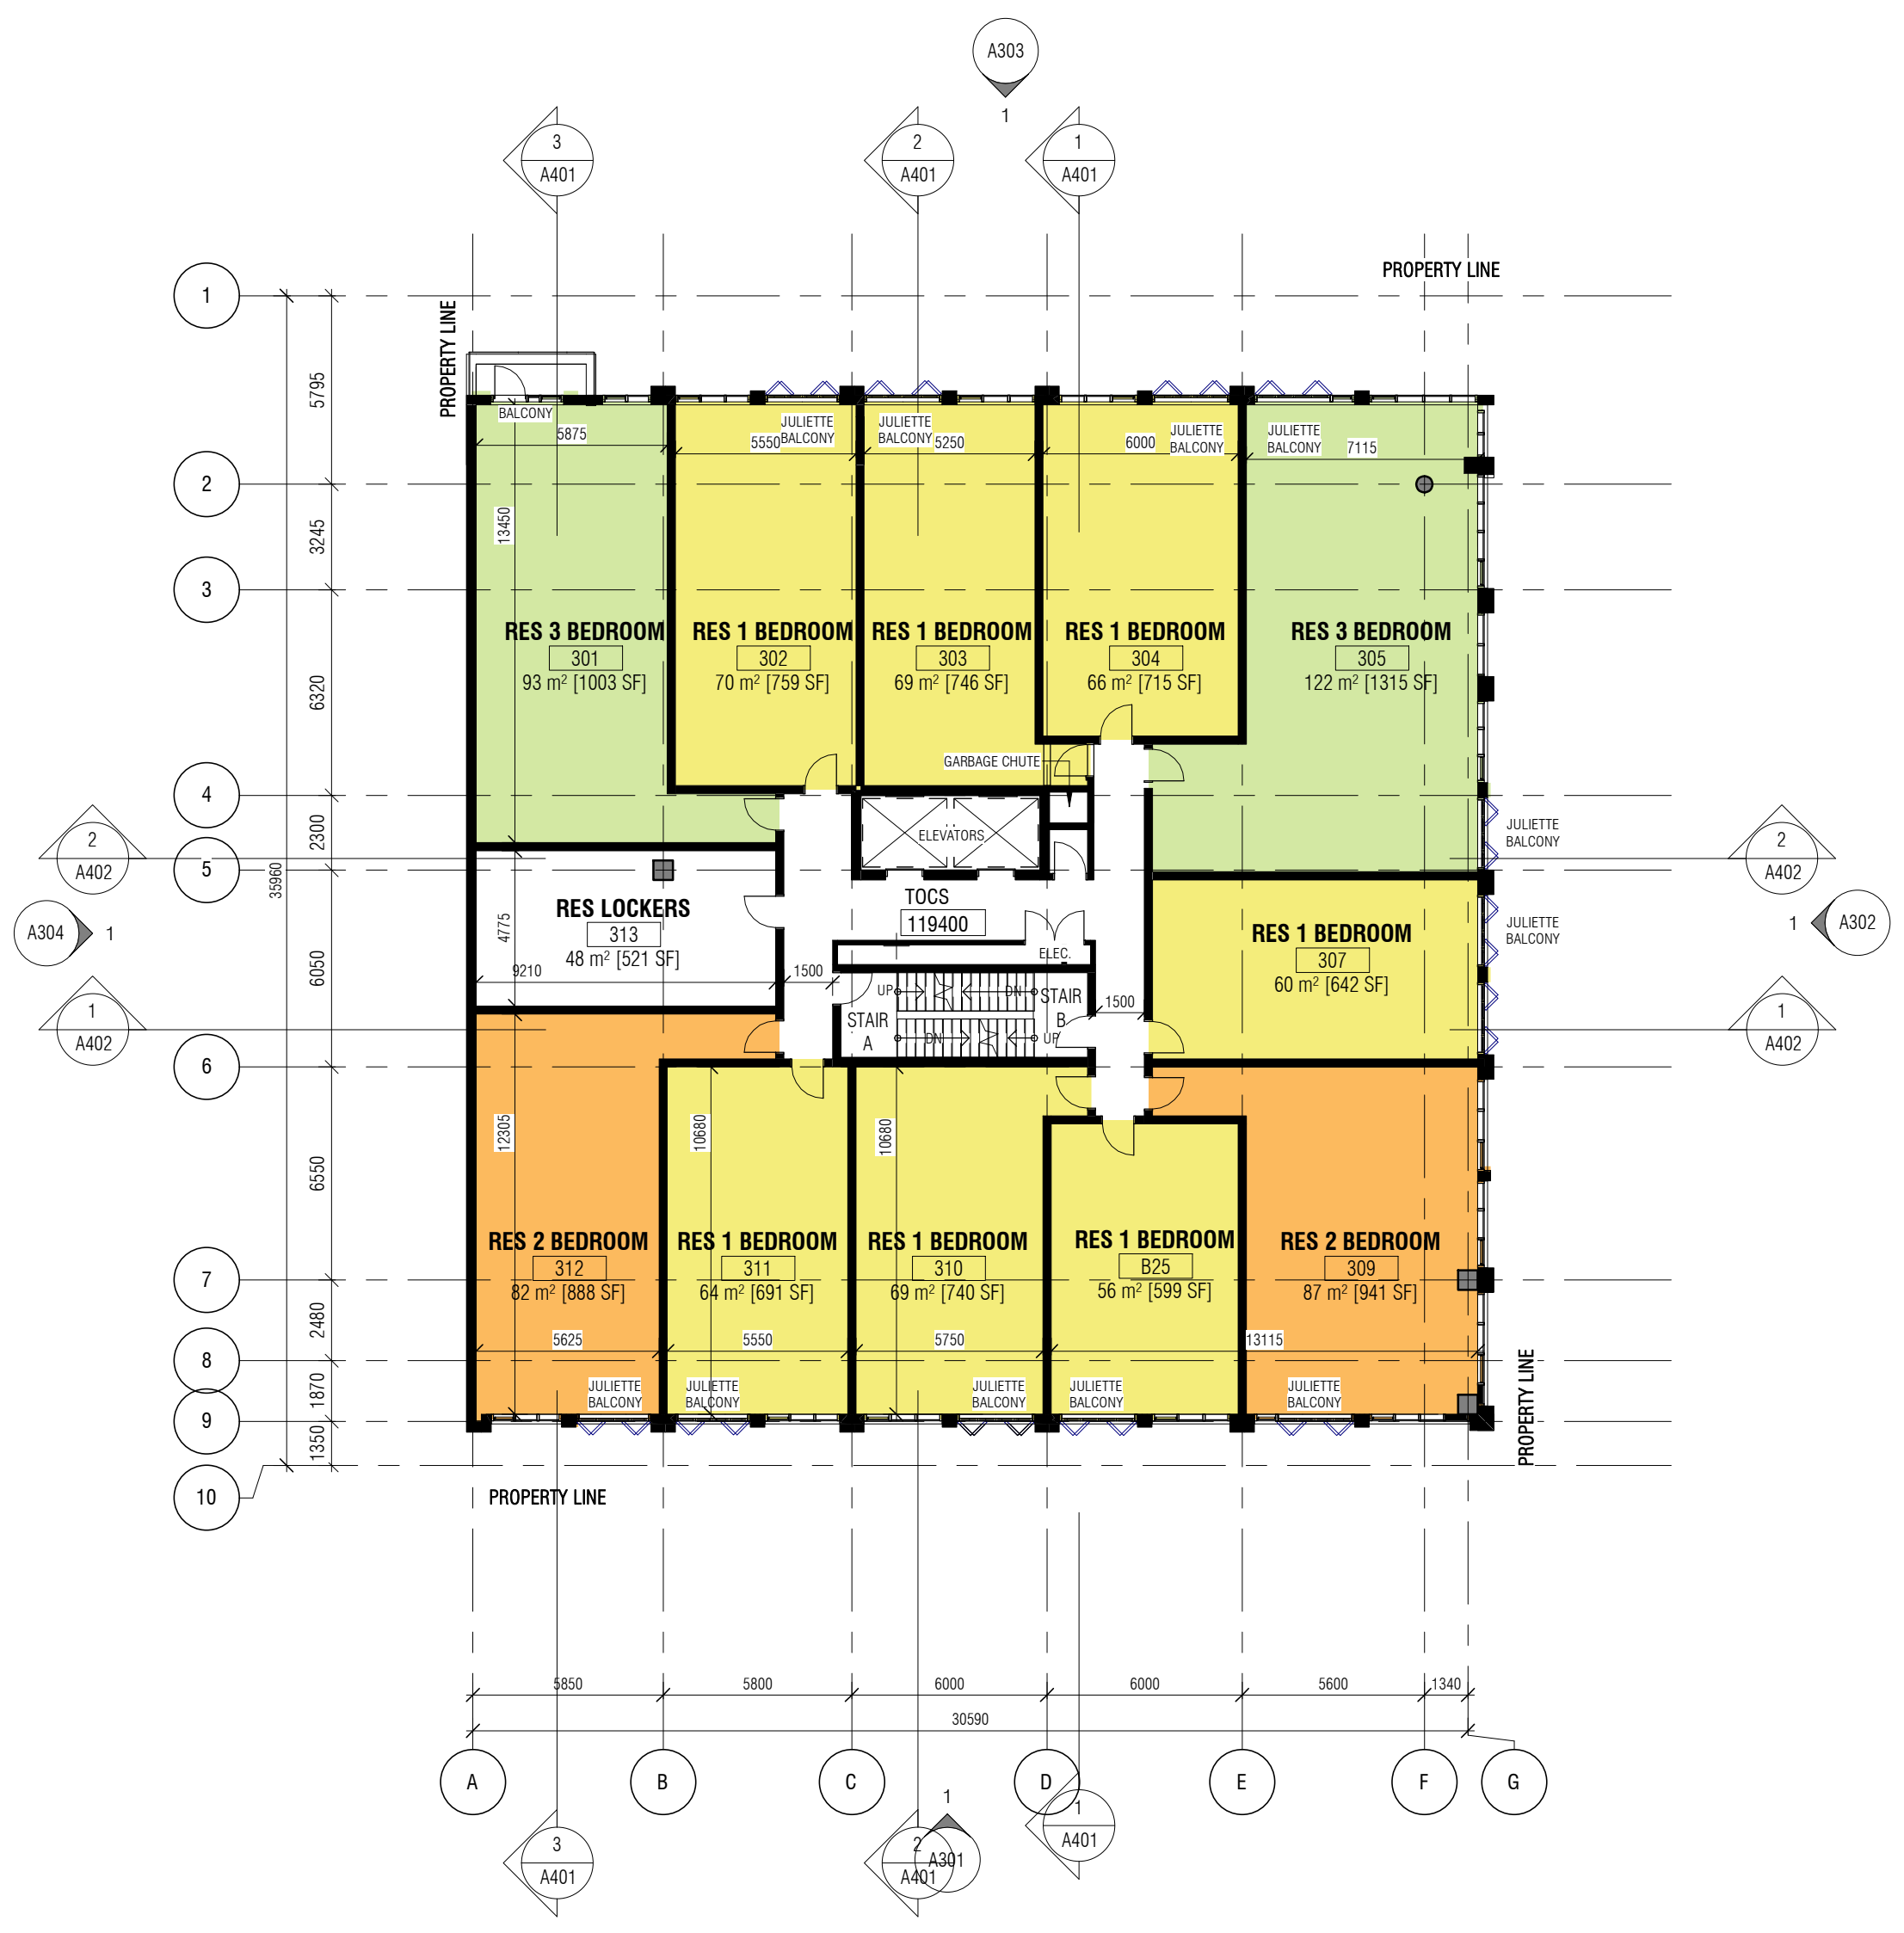 A303
1
3
A401
2
A401
1
A401
PROPERTY LINE
PROPERTY LINE
1
2
3
4
5
6
7
8
9
10
5795
3245
6320
2300
6050
6550
2480
1870
1350
35960
BALCONY
5875
JULIETTE
BALCONY
5550
JULIETTE
BALCONY
5250
6000
JULIETTE
BALCONY
JULIETTE
BALCONY
7115
13450
RES 3 BEDROOM
301
93 m² [1003 SF]
RES 1 BEDROOM
302
70 m² [759 SF]
RES 1 BEDROOM
303
69 m² [746 SF]
RES 1 BEDROOM
304
66 m² [715 SF]
RES 3 BEDROOM
305
122 m² [1315 SF]
GARBAGE CHUTE
ELEVATORS
JULIETTE
BALCONY
2
A402
2
A402
TOCS
119400
RES LOCKERS
313
48 m² [521 SF]
4775
9210
1500
A304
1
1
A302
ELEC.
RES 1 BEDROOM
307
60 m² [642 SF]
JULIETTE
BALCONY
UP
DN
STAIR
B
STAIR
A
DN
UP
1500
1
A402
1
A402
12305
10680
10680
RES 2 BEDROOM
312
82 m² [888 SF]
RES 1 BEDROOM
311
64 m² [691 SF]
RES 1 BEDROOM
310
69 m² [740 SF]
RES 1 BEDROOM
B25
56 m² [599 SF]
RES 2 BEDROOM
309
87 m² [941 SF]
5625
5550
5750
13115
JULIETTE
BALCONY
JULIETTE
BALCONY
JULIETTE
BALCONY
JULIETTE
BALCONY
JULIETTE
BALCONY
PROPERTY LINE
PROPERTY LINE
5850
5800
6000
6000
5600
1340
30590
A
B
C
D
E
F
G
3
A401
2
A401
1
A301
1
A401